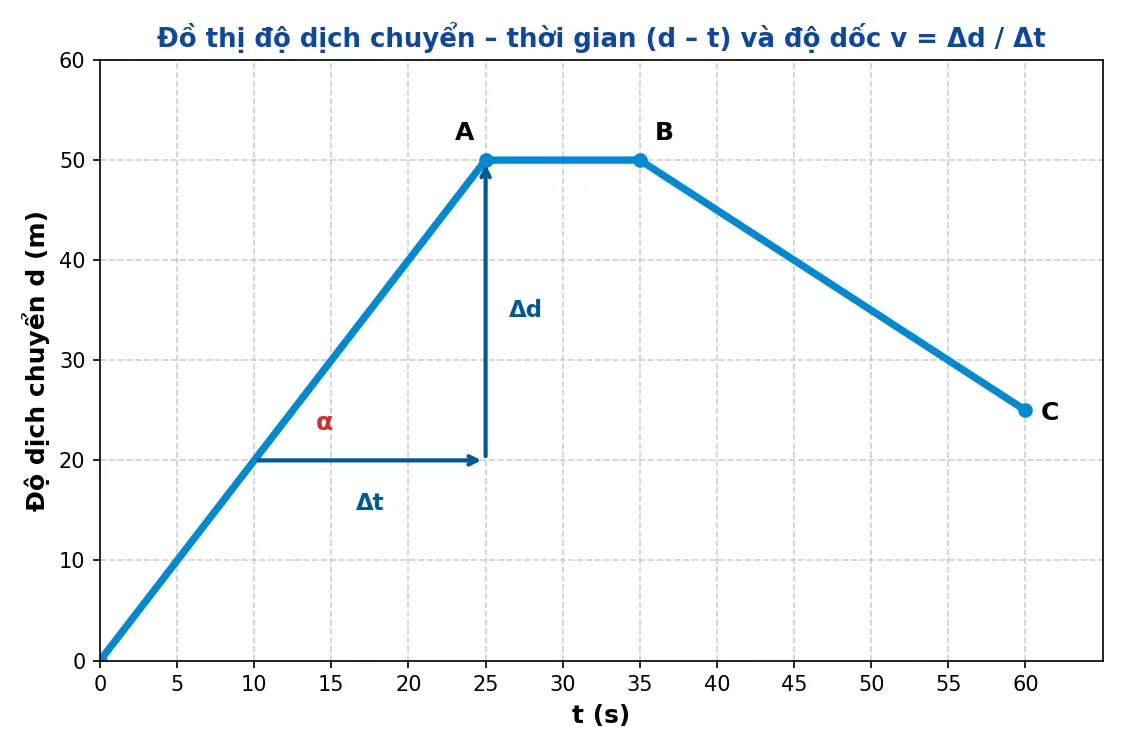 Đồ thị độ dịch chuyển – thời gian (d – t) và độ dốc v = Δd / Δt
Độ dịch chuyển d (m)
60
50
40
30
20
10
0
A
B
C
Δd
α
Δt
0 5 10 15 20 25 30 35 40 45 50 55 60
t (s)